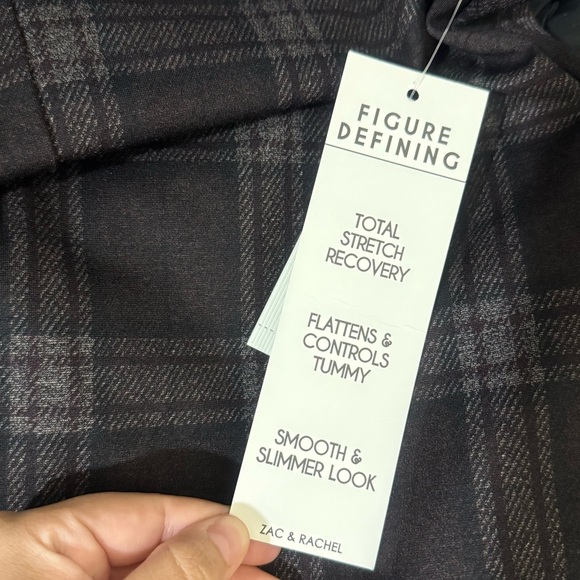 FIGURE
DEFINING
TOTAL
STRETCH
RECOVERY
FLATTENS &
CONTROLS
TUMMY
SMOOTH &
SLIMMER LOOK
ZAC & RACHEL